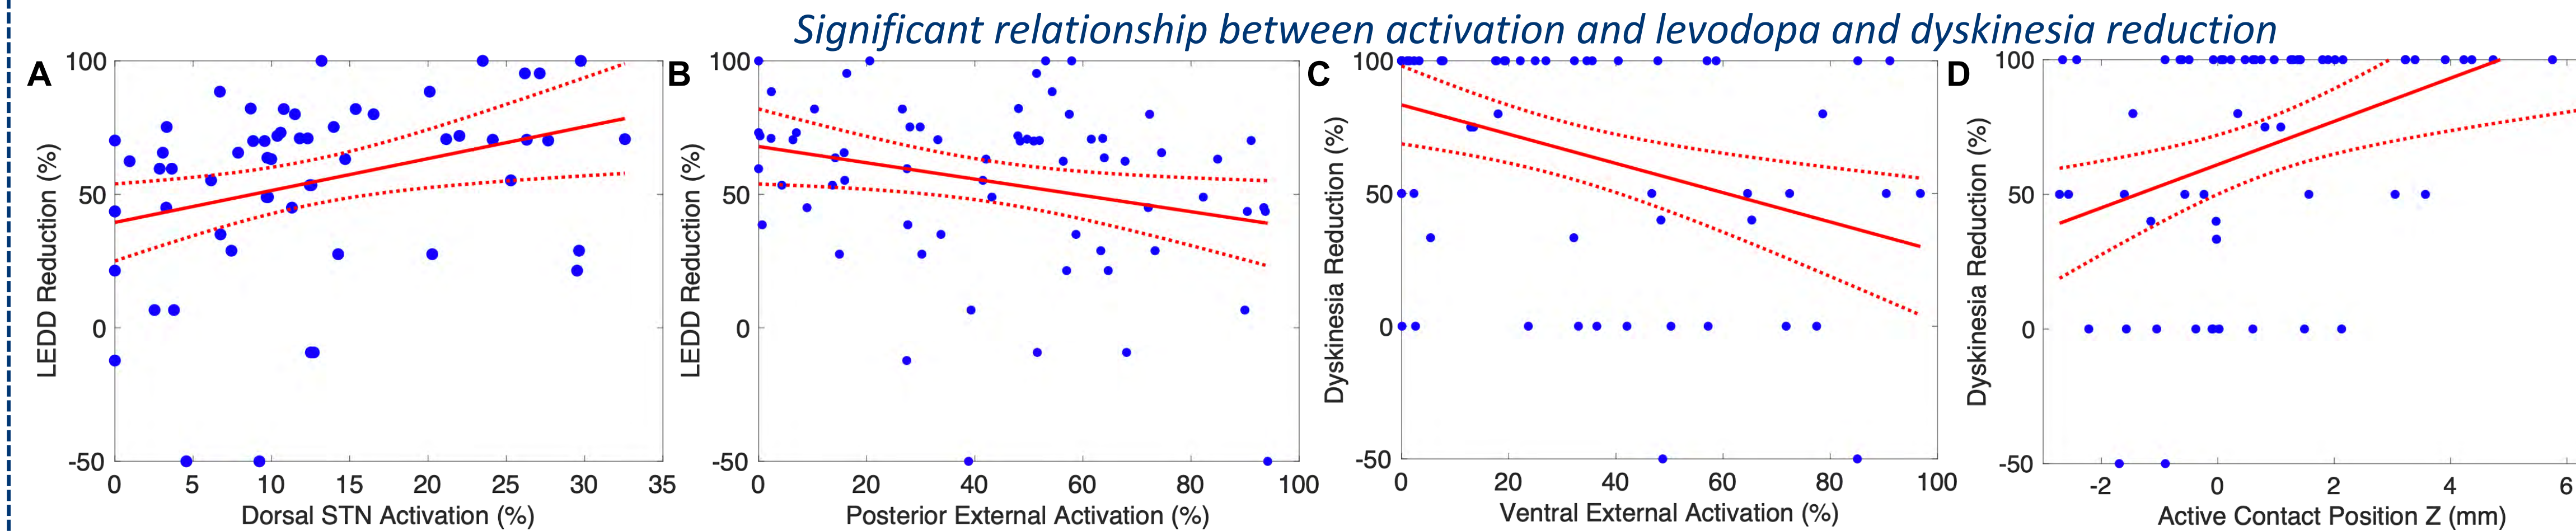 Significant relationship between activation and levodopa and dyskinesia reduction
A
LEDD Reduction (%)
100
50
0
-50
0 5 10 15 20 25 30 35
Dorsal STN Activation (%)
B
LEDD Reduction (%)
100
50
0
-50
0 20 40 60 80 100
Posterior External Activation (%)
C
Dyskinesia Reduction (%)
100
50
0
-50
0 20 40 60 80 100
Ventral External Activation (%)
D
Dyskinesia Reduction (%)
100
50
0
-50
-2 0 2 4 6
Active Contact Position Z (mm)